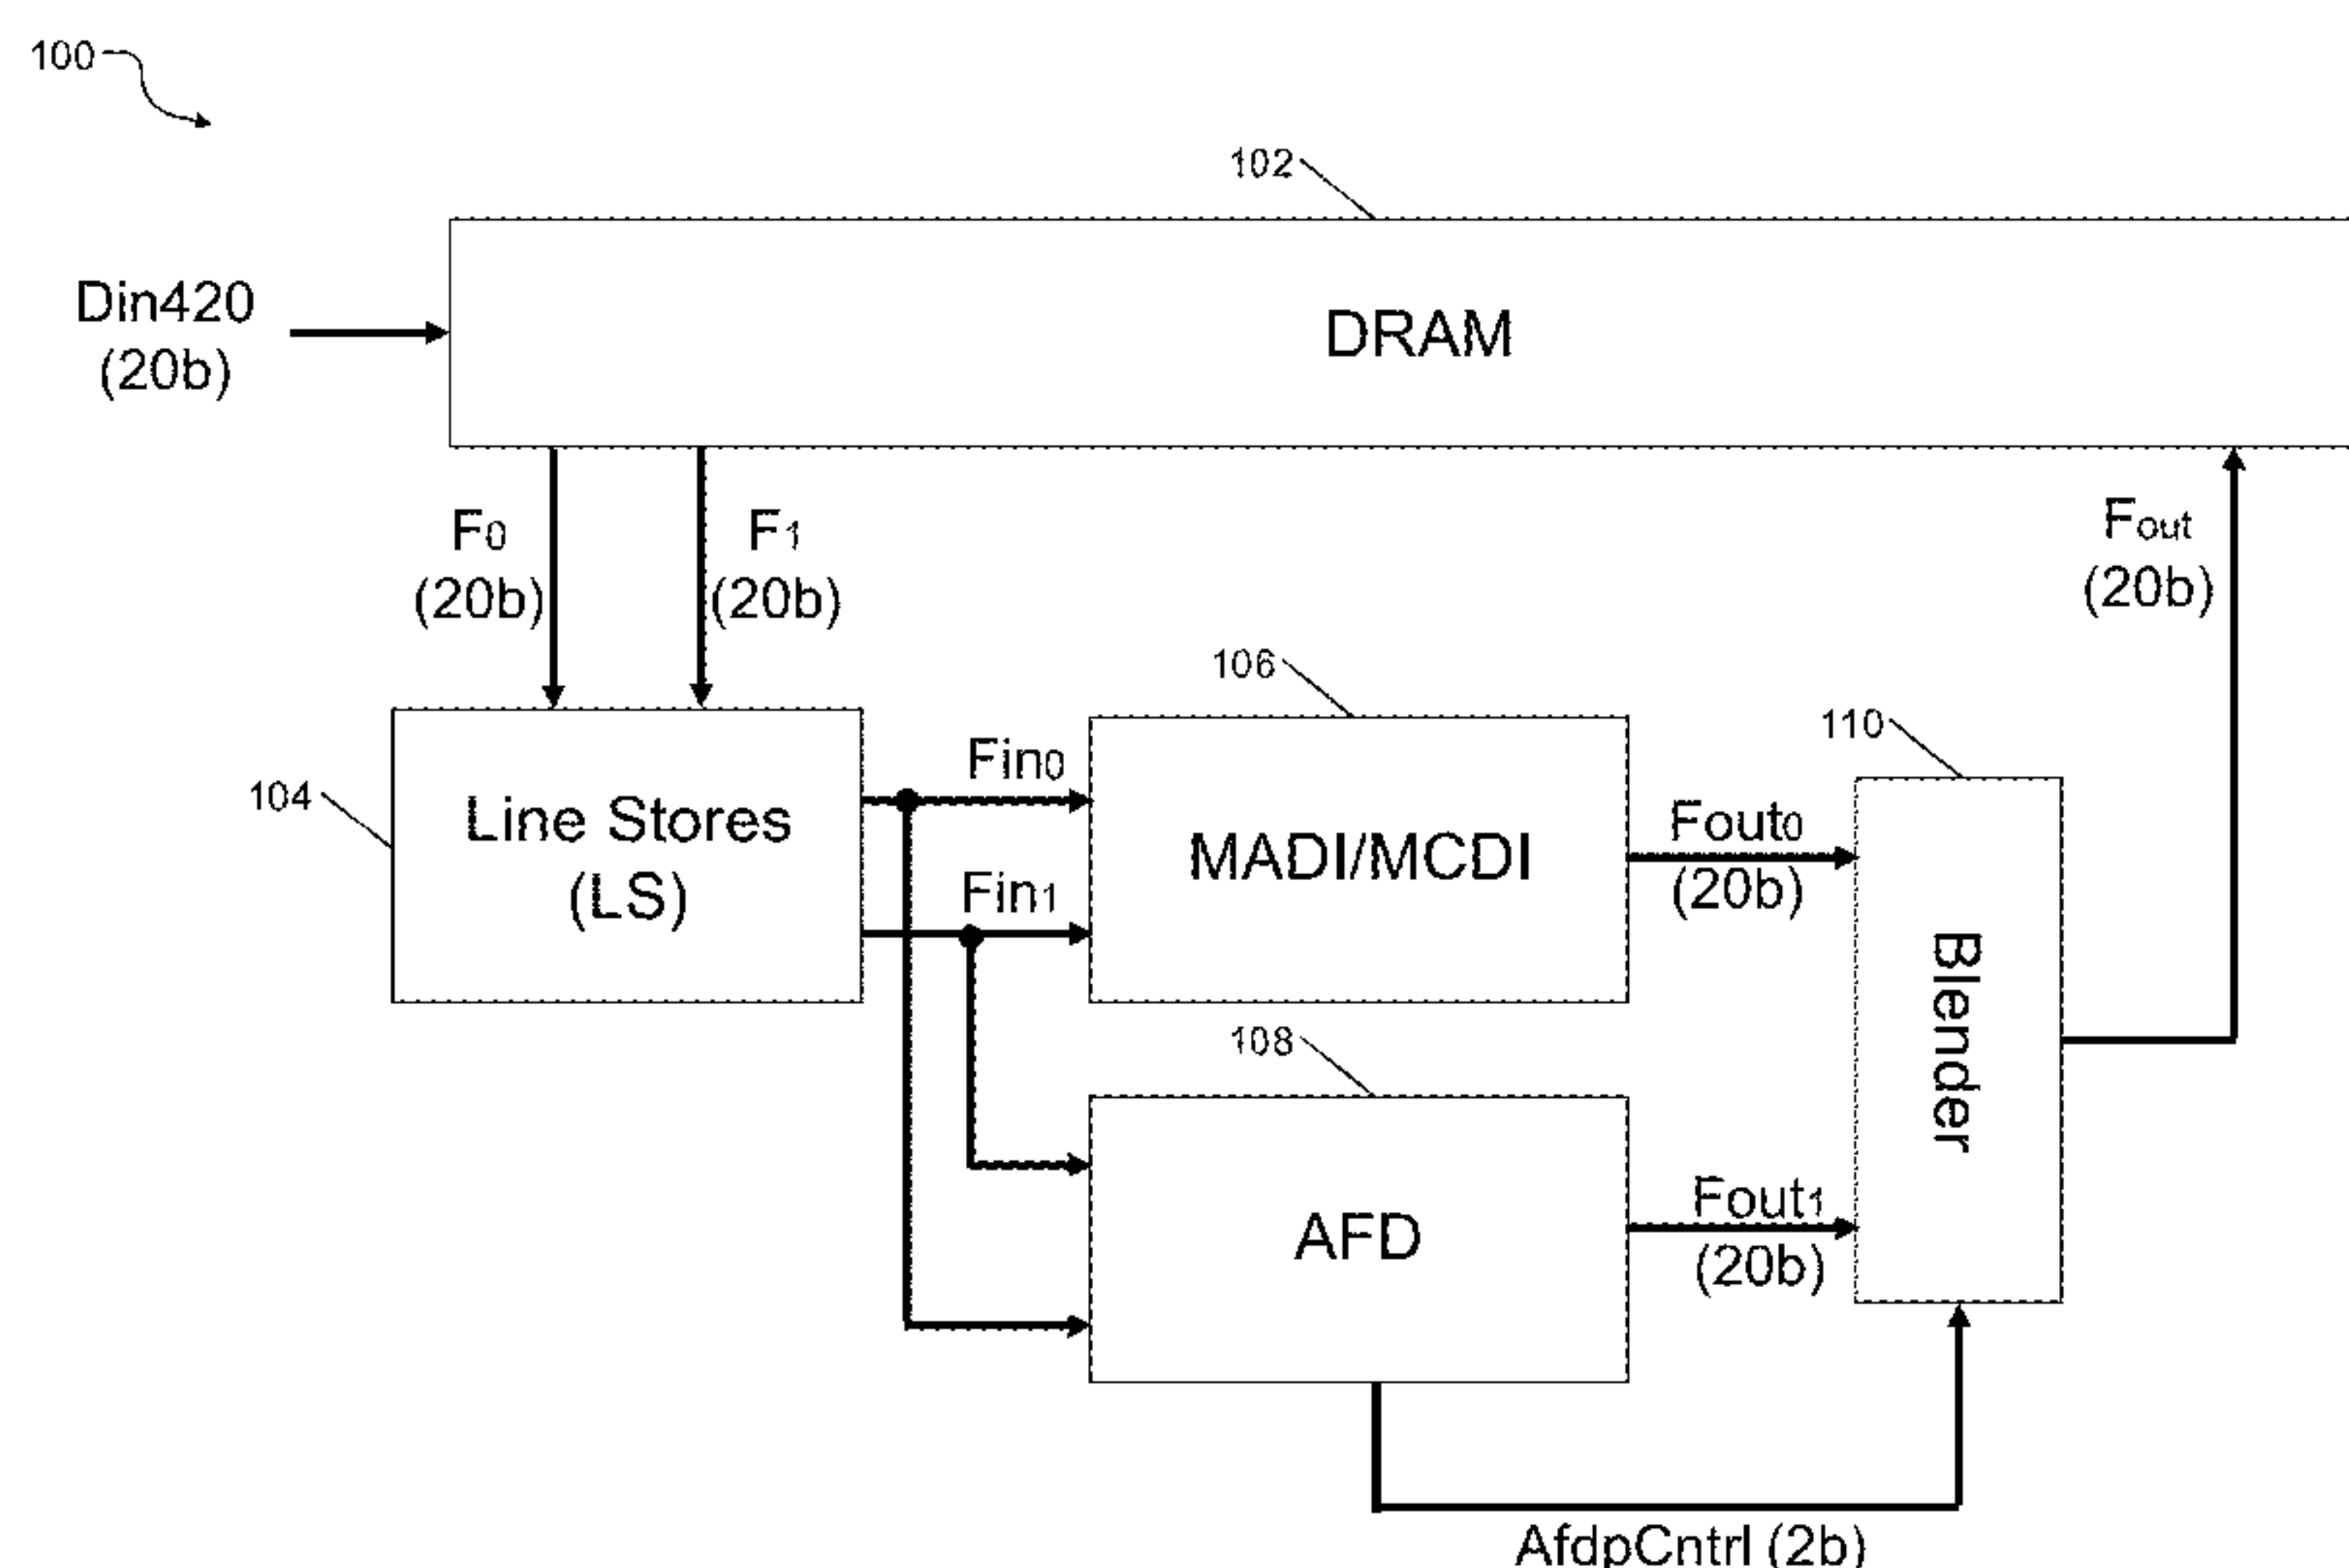 100
102
Din420
(20b)
DRAM
F0
(20b)
F1
(20b)
Fout
(20b)
106
110
104
Line Stores
(LS)
Fin0
Fin1
MADI/MCDI
Fout0
(20b)
Blender
108
AFD
Fout1
(20b)
AfdpCntrl (2b)